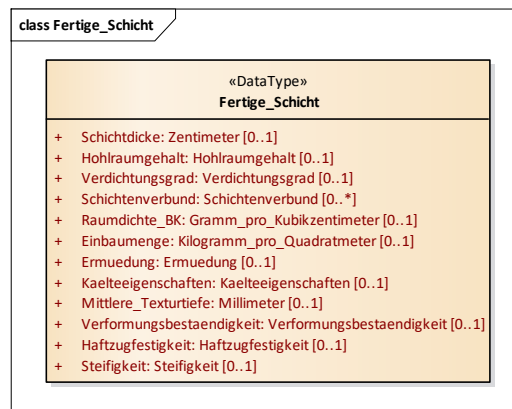 class Fertige_Schicht
«DataType»
Fertige_Schicht
+ Schichtdicke: Zentimeter [0..1]
+ Hohlraumgehalt: Hohlraumgehalt [0..1]
+ Verdichtungsgrad: Verdichtungsgrad [0..1]
+ Schichtenverbund: Schichtenverbund [0..*]
+ Raumdichte_BK: Gramm_pro_Kubikzentimeter [0..1]
+ Einbaumenge: Kilogramm_pro_Quadratmeter [0..1]
+ Ermuedung: Ermuedung [0..1]
+ Kaelteeigenschaften: Kaelteeigenschaften [0..1]
+ Mittlere_Texturtiefe: Millimeter [0..1]
+ Verformungsbestaendigkeit: Verformungsbestaendigkeit [0..1]
+ Haftzugfestigkeit: Haftzugfestigkeit [0..1]
+ Steifigkeit: Steifigkeit [0..1]